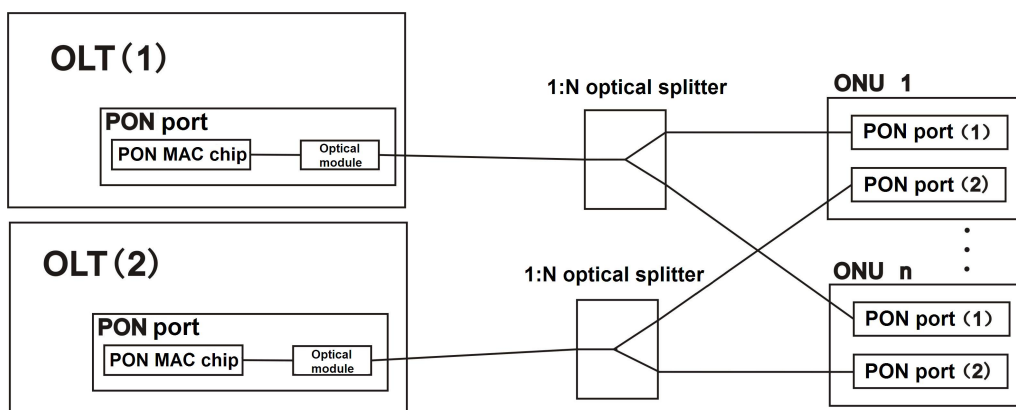 OLT(1)
PON port
PON MAC chip
Optical
module
1:N optical splitter
ONU 1
PON port (1)
PON port (2)
OLT(2)
PON port
PON MAC chip
Optical
module
1:N optical splitter
ONU n
PON port (1)
PON port (2)